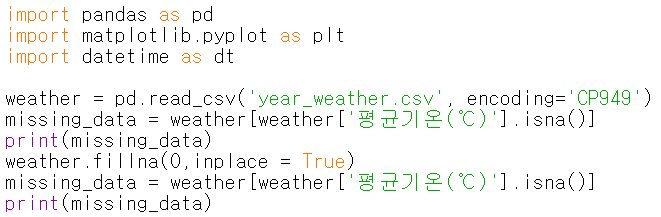 import pandas as pd
import matplotlib.pyplot as plt
import datetime as dt
weather = pd.read_csv('year_weather.csv', encoding='CP949')
missing_data = weather[weather['평균기온(℃)'].isna()]
print(missing_data)
weather.fillna(0,inplace = True)
missing_data = weather[weather['평균기온(℃)'].isna()]
print(missing_data)